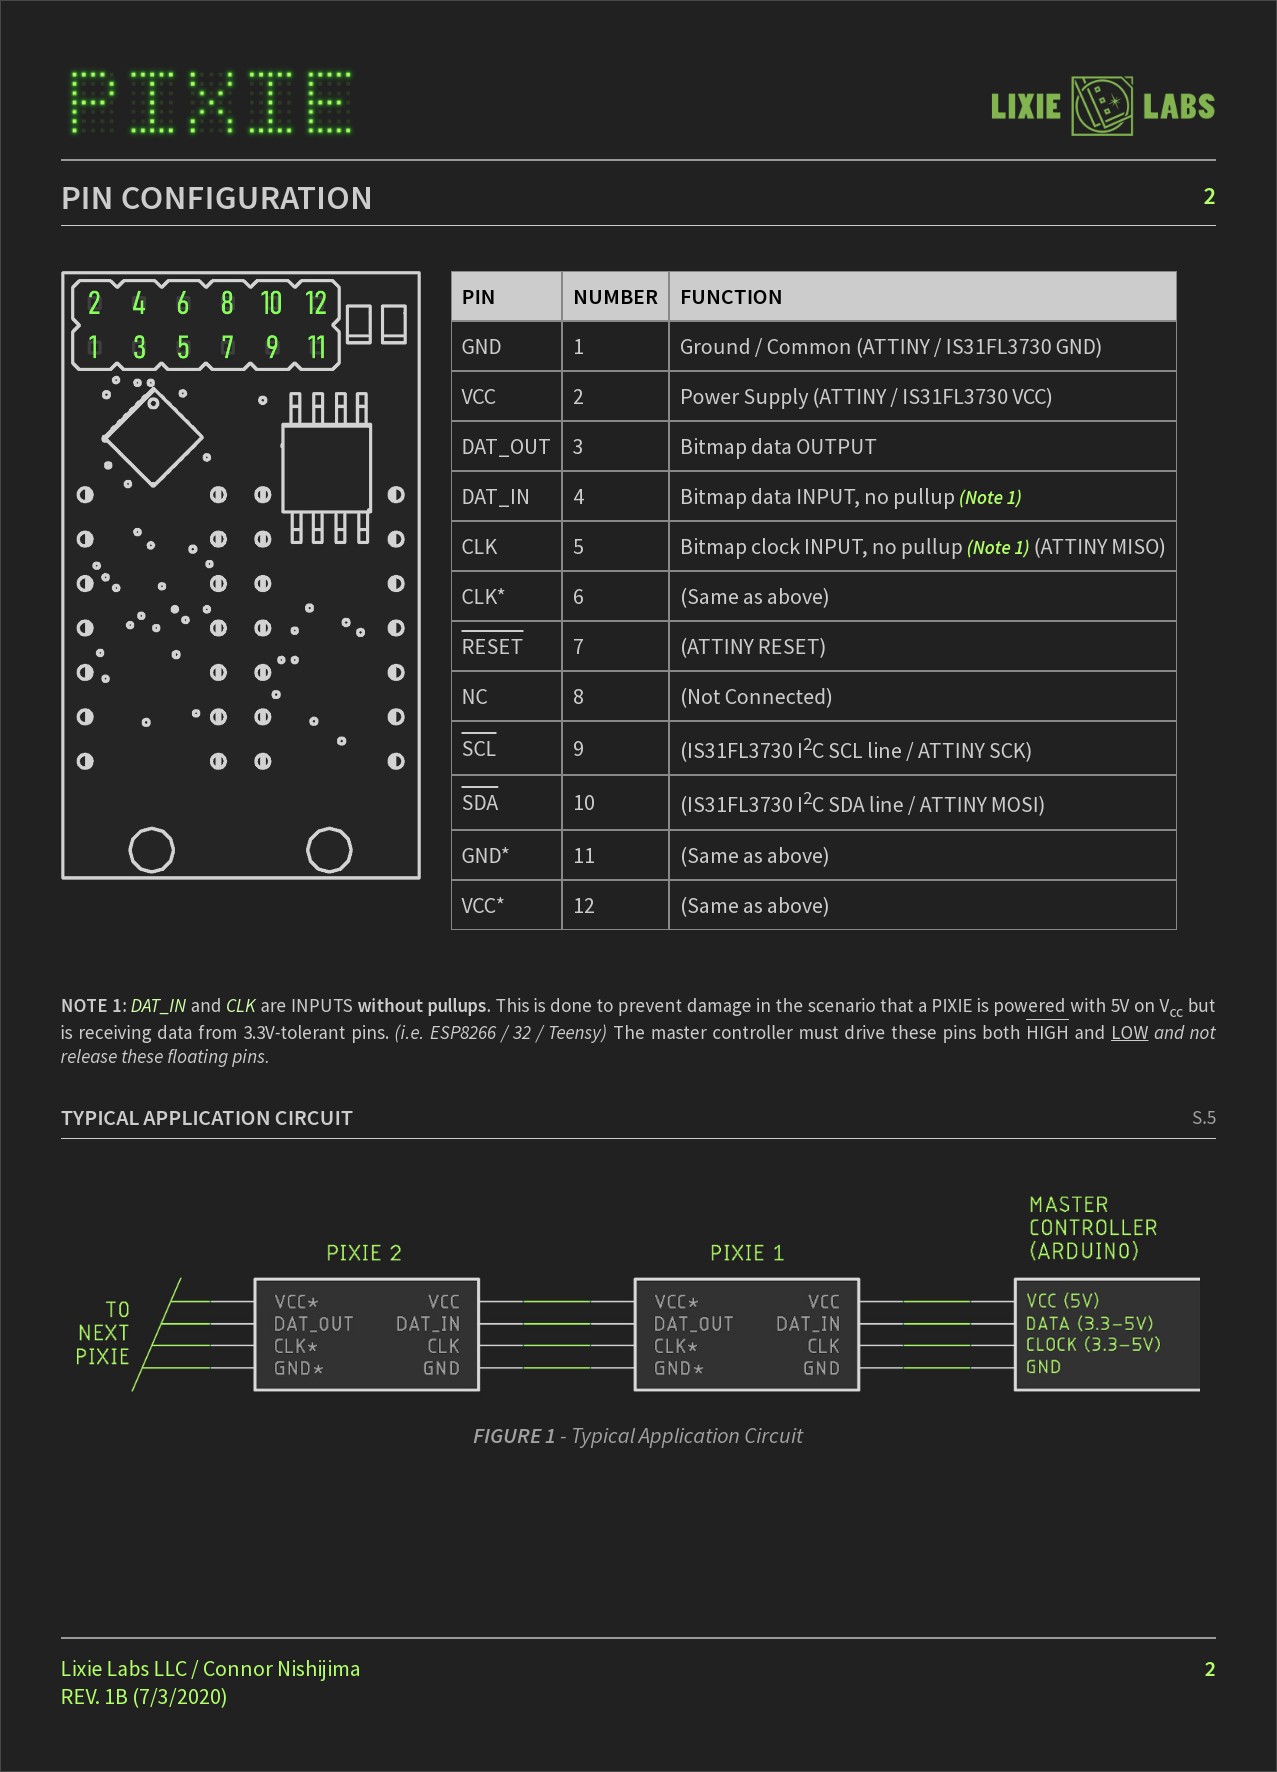 PIXIE
LIXIE LABS
PIN CONFIGURATION 2
2 4 6 8 10 12
1 3 5 7 9 11
PIN NUMBER FUNCTION
GND 1 Ground / Common (ATTINY / IS31FL3730 GND)
VCC 2 Power Supply (ATTINY / IS31FL3730 VCC)
DAT_OUT 3 Bitmap data OUTPUT
DAT_IN 4 Bitmap data INPUT, no pullup (Note 1)
CLK 5 Bitmap clock INPUT, no pullup (Note 1) (ATTINY MISO)
CLK* 6 (Same as above)
RESET 7 (ATTINY RESET)
NC 8 (Not Connected)
SCL 9 (IS31FL3730 I²C SCL line / ATTINY SCK)
SDA 10 (IS31FL3730 I²C SDA line / ATTINY MOSI)
GND* 11 (Same as above)
VCC* 12 (Same as above)
NOTE 1: DAT_IN and CLK are INPUTS without pullups. This is done to prevent damage in the scenario that a PIXIE is powered with 5V on Vcc but
is receiving data from 3.3V-tolerant pins. (i.e. ESP8266 / 32 / Teensy) The master controller must drive these pins both HIGH and LOW and not
release these floating pins.
TYPICAL APPLICATION CIRCUIT S.5
MASTER
CONTROLLER
(ARDUINO)
PIXIE 2 PIXIE 1
TO
NEXT
PIXIE
VCC* VCC
DAT_OUT DAT_IN
CLK* CLK
GND* GND
VCC* VCC
DAT_OUT DAT_IN
CLK* CLK
GND* GND
VCC (5V)
DATA (3.3-5V)
CLOCK (3.3-5V)
GND
FIGURE 1 - Typical Application Circuit
Lixie Labs LLC / Connor Nishijima 2
REV. 1B (7/3/2020)